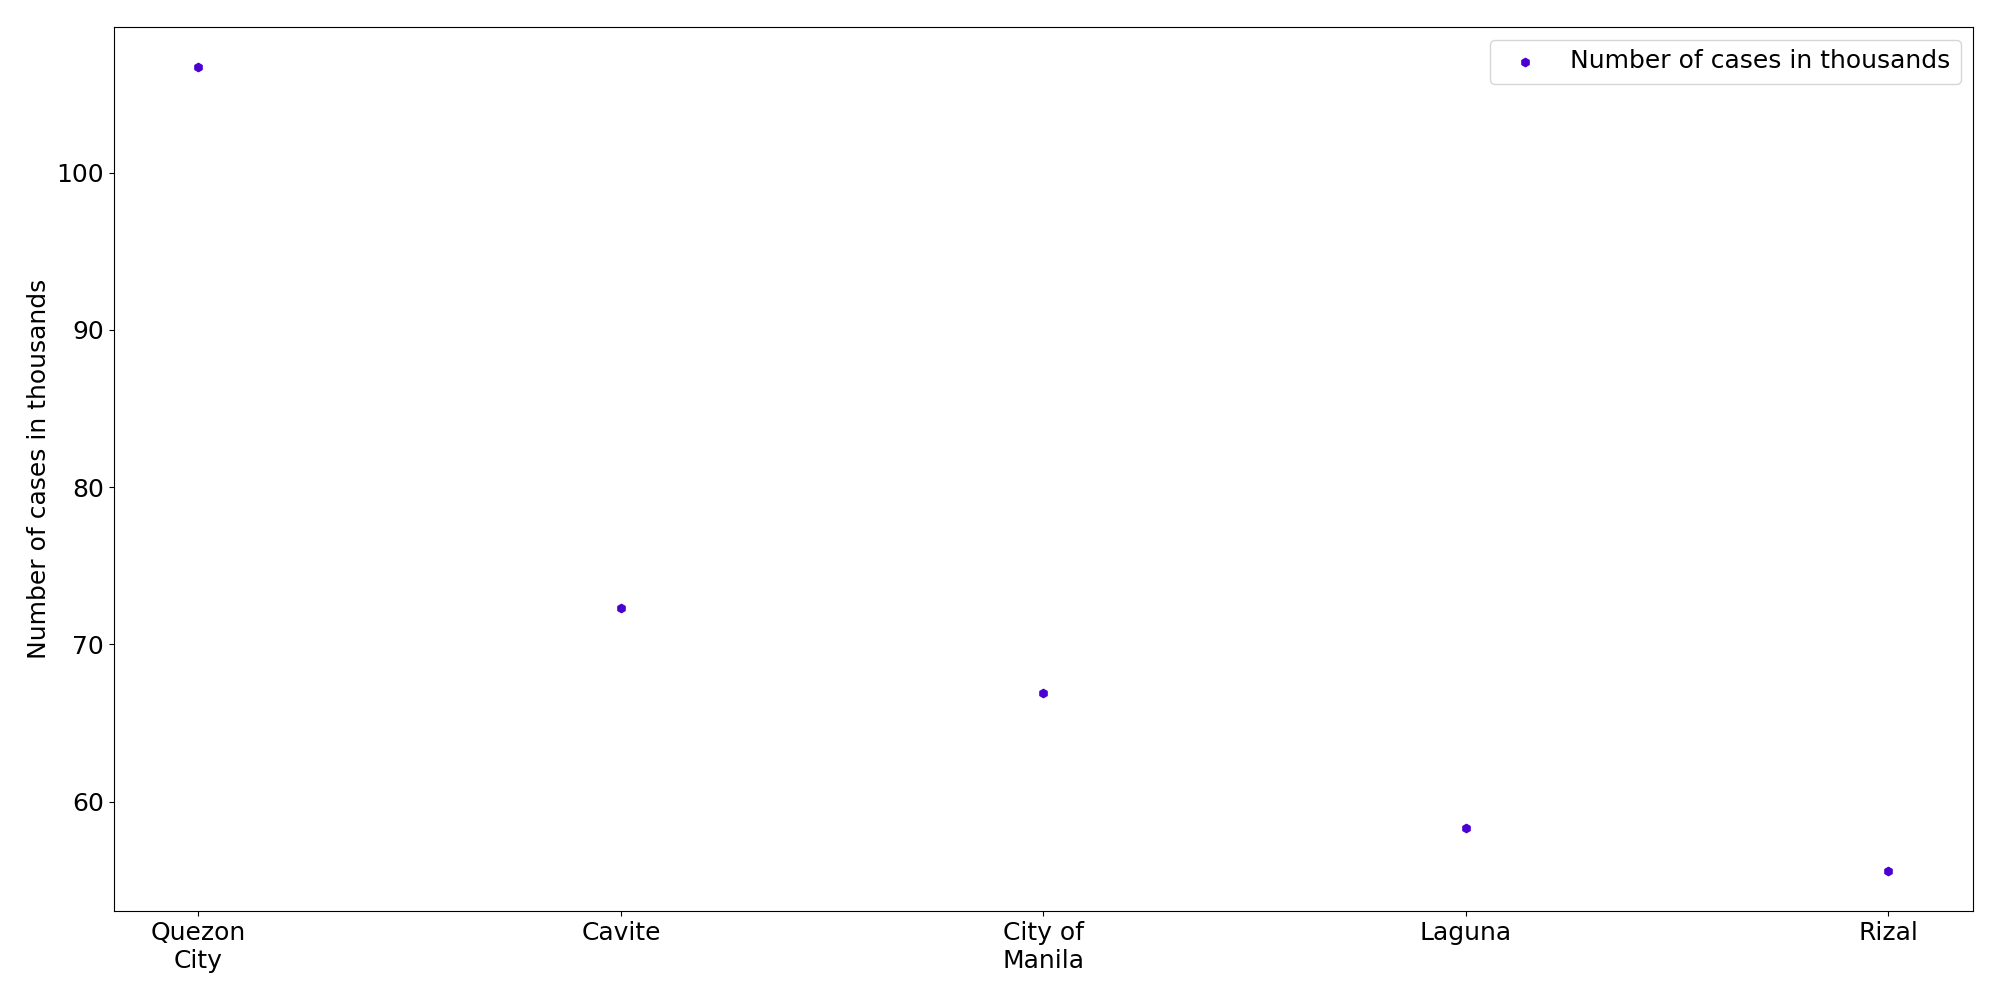 Number of cases in thousands
Number of cases in thousands
100
90
80
70
60
Quezon
City
Cavite
City of
Manila
Laguna
Rizal